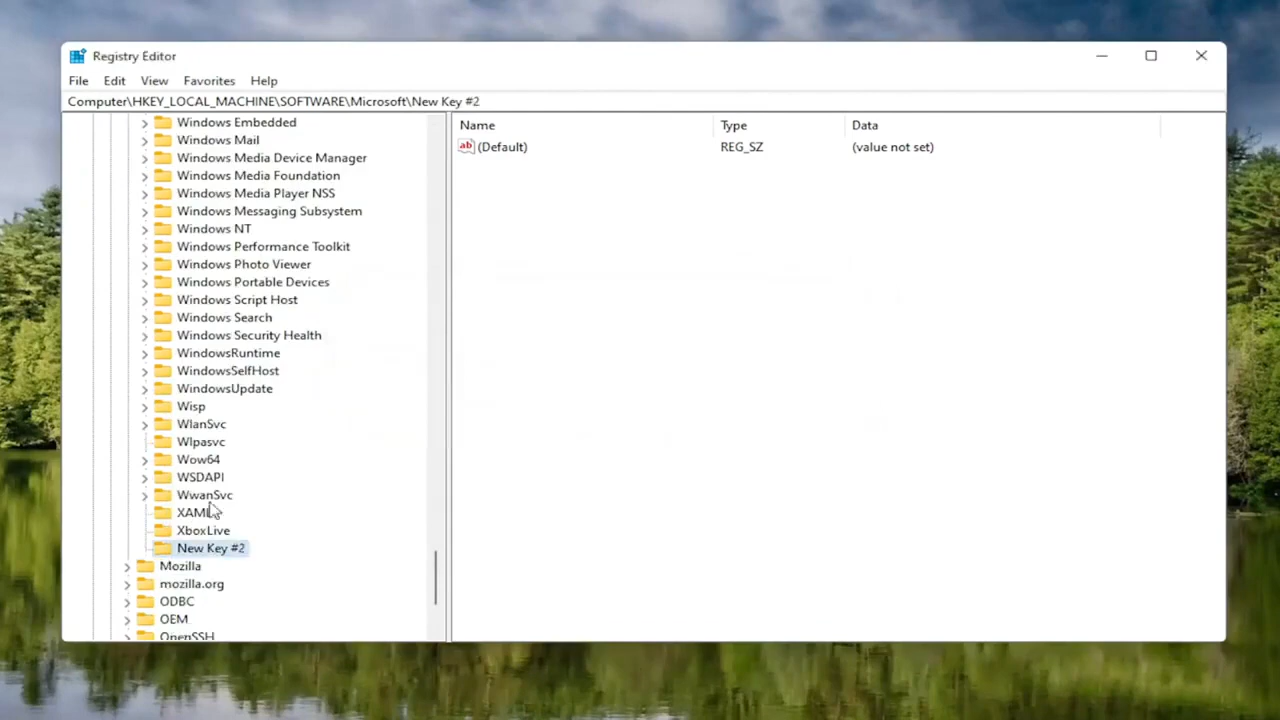 Registry Editor
File Edit View Favorites Help
Computer\HKEY_LOCAL_MACHINE\SOFTWARE\Microsoft\New Key #2
Name Type Data
(Default) REG_SZ (value not set)
Windows Embedded
Windows Mail
Windows Media Device Manager
Windows Media Foundation
Windows Media Player NSS
Windows Messaging Subsystem
Windows NT
Windows Performance Toolkit
Windows Photo Viewer
Windows Portable Devices
Windows Script Host
Windows Search
Windows Security Health
WindowsRuntime
WindowsSelfHost
WindowsUpdate
Wisp
WlanSvc
Wlpasvc
Wow64
WSDAPI
WwanSvc
XAML
XboxLive
New Key #2
Mozilla
mozilla.org
ODBC
OEM
OpenSSH